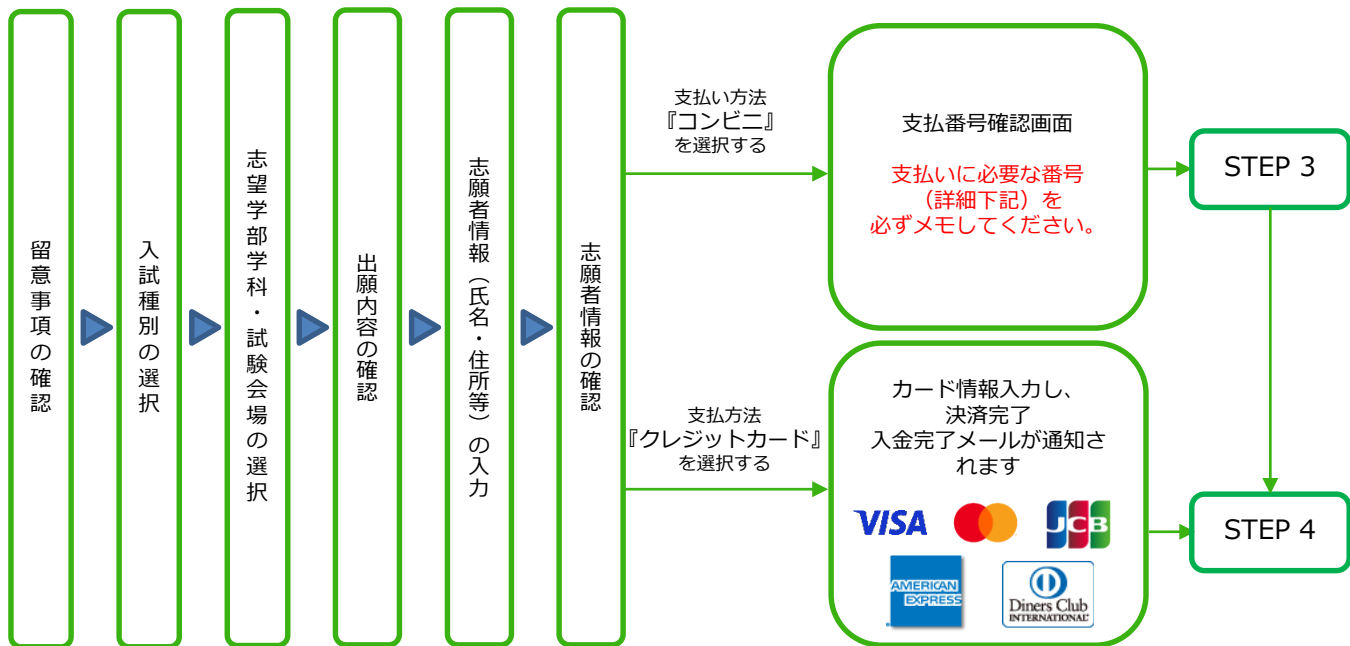 留意事項の確認
入試種別の選択
志望学部学科・試験会場の選択
出願内容の確認
志願者情報（氏名・住所等）の入力
志願者情報の確認
支払い方法
『コンビニ』
を選択する
支払番号確認画面
支払いに必要な番号
（詳細下記）を
必ずメモしてください。
STEP 3
支払方法
『クレジットカード』
を選択する
カード情報入力し、
決済完了
入金完了メールが通知さ
れます
VISA
JCB
AMERICAN
EXPRESS
Diners Club
INTERNATIONAL
STEP 4